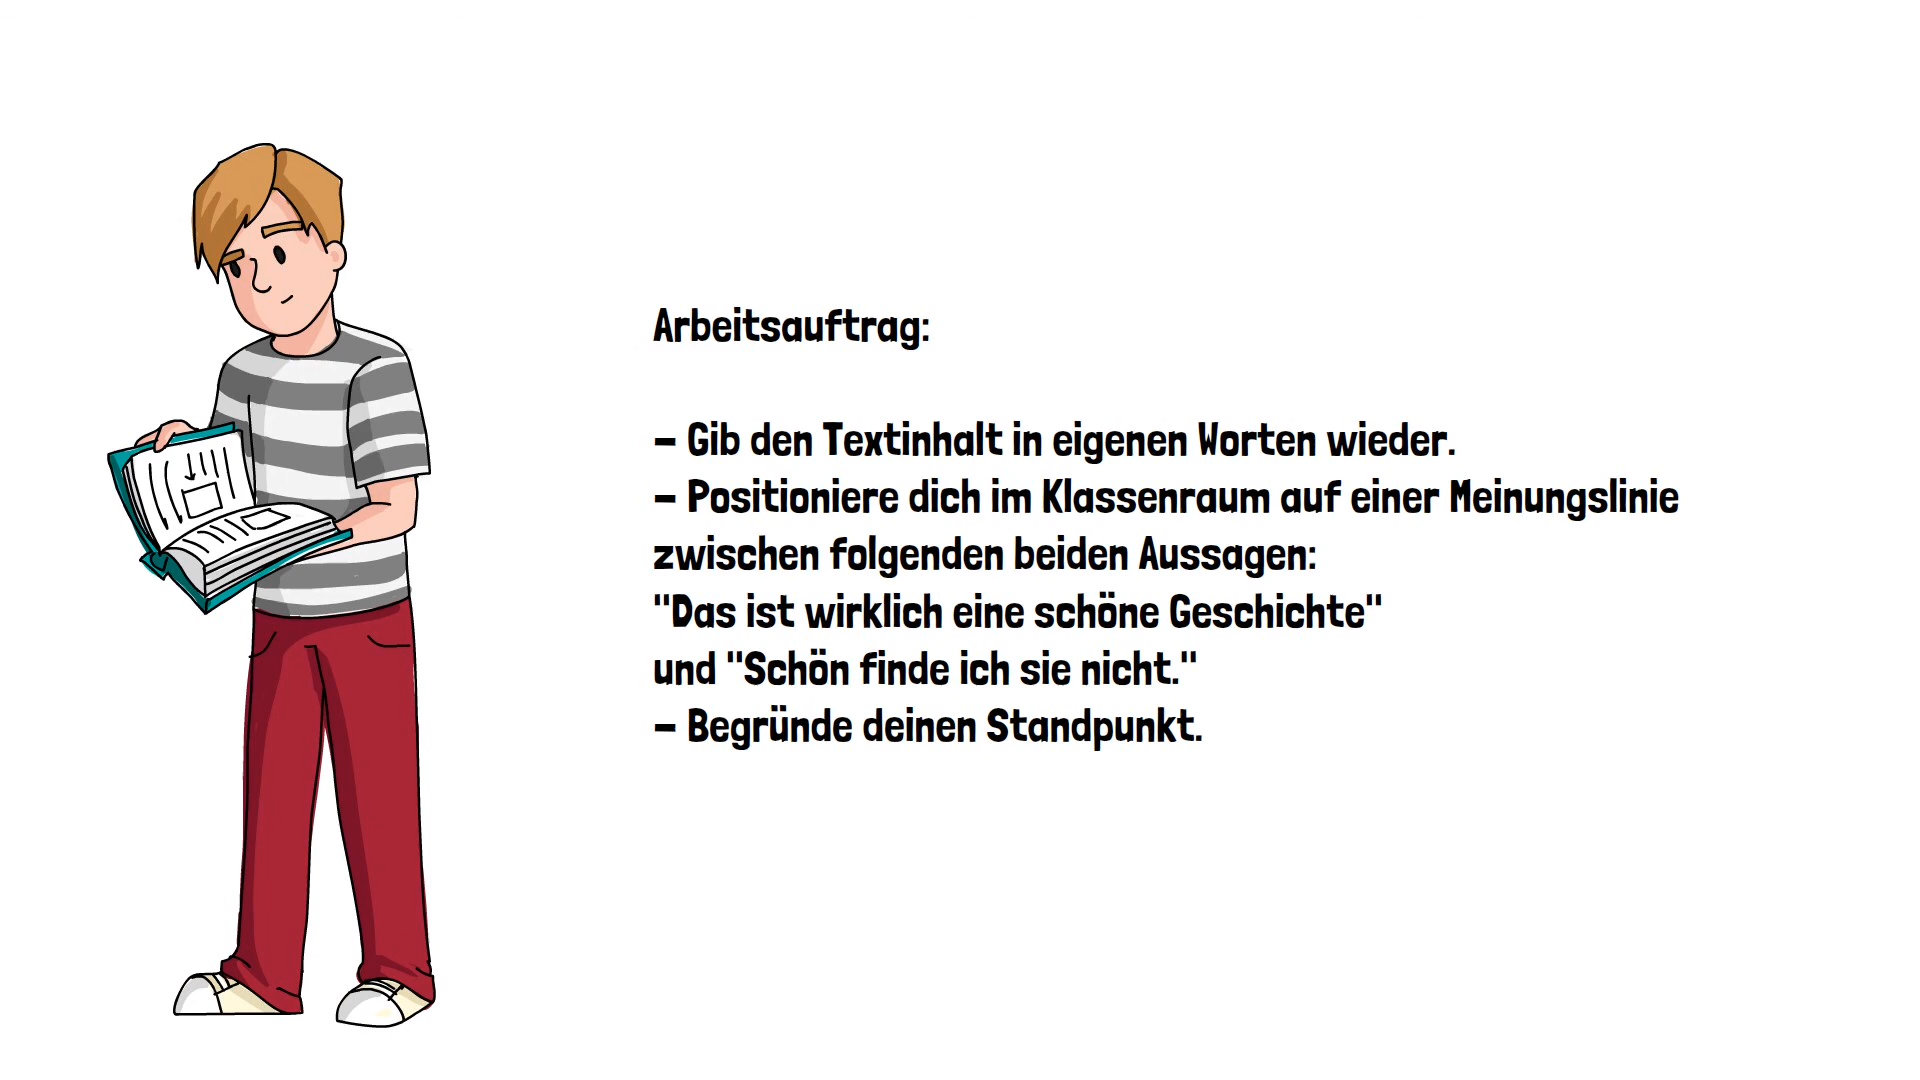 Arbeitsauftrag:
– Gib den Textinhalt in eigenen Worten wieder.
– Positioniere dich im Klassenraum auf einer Meinungslinie
zwischen folgenden beiden Aussagen:
"Das ist wirklich eine schöne Geschichte"
und "Schön finde ich sie nicht."
– Begründe deinen Standpunkt.